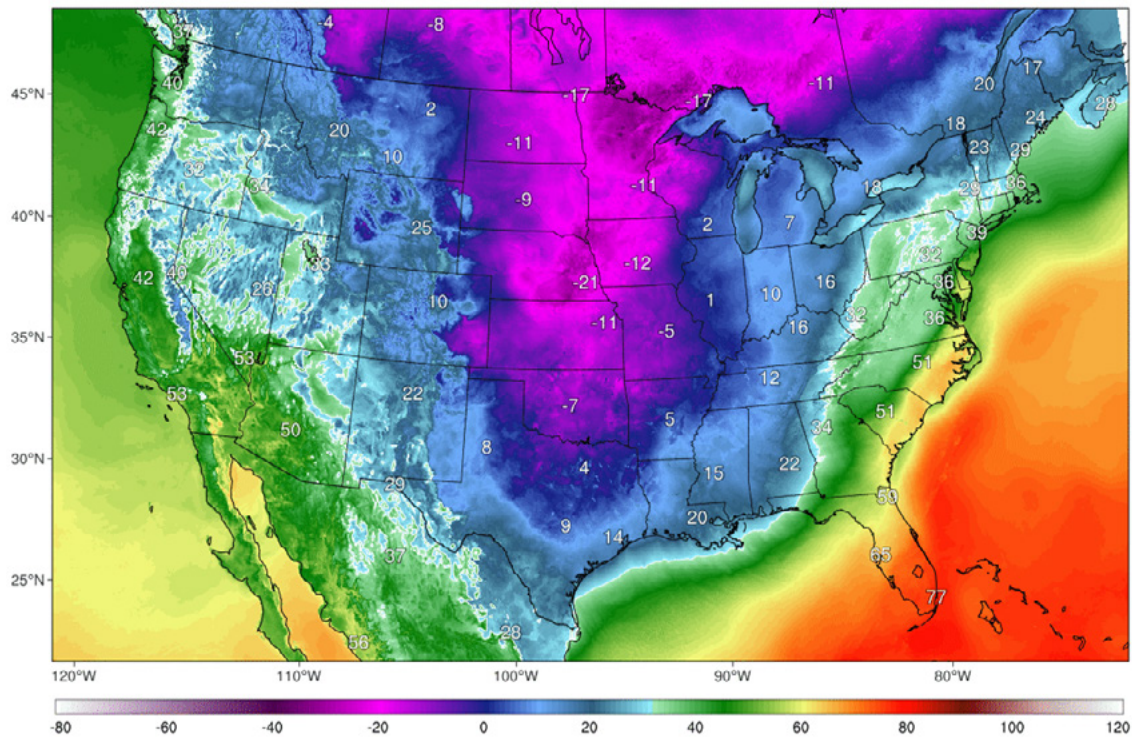 37 -4 -8
40 -17 -17 -11 20 17
45°N 2 28
42 20 -11 18 24
32 10 23 29
34 -11 18 29 36
40°N 25 -9 2 7 39
42 40 33 -12 32
26 10 -21 1 10 16 36
35°N -11 -5 16 32 36
53 12 51
53 22 -7 5 51
50 8 34
30°N 29 4 15 22
9 20 59
37 14 65
25°N 77
56 28
120°W 110°W 100°W 90°W 80°W
-80 -60 -40 -20 0 20 40 60 80 100 120